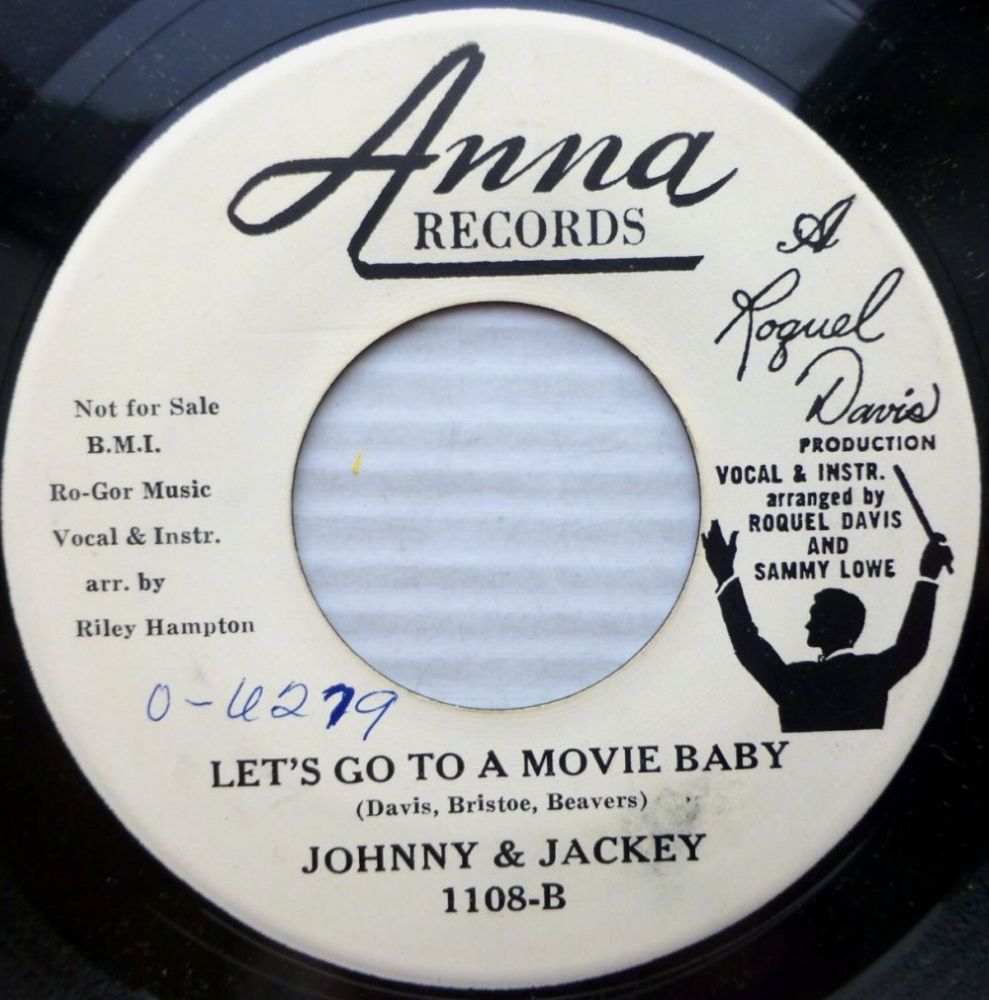 Anna
RECORDS
A
Roquel
Davis
PRODUCTION
VOCAL & INSTR.
arranged by
ROQUEL DAVIS
AND
SAMMY LOWE
Not for Sale
B.M.I.
Ro-Gor Music
Vocal & Instr.
arr. by
Riley Hampton
0-6279
LET'S GO TO A MOVIE BABY
(Davis, Bristoe, Beavers)
JOHNNY & JACKEY
1108-B